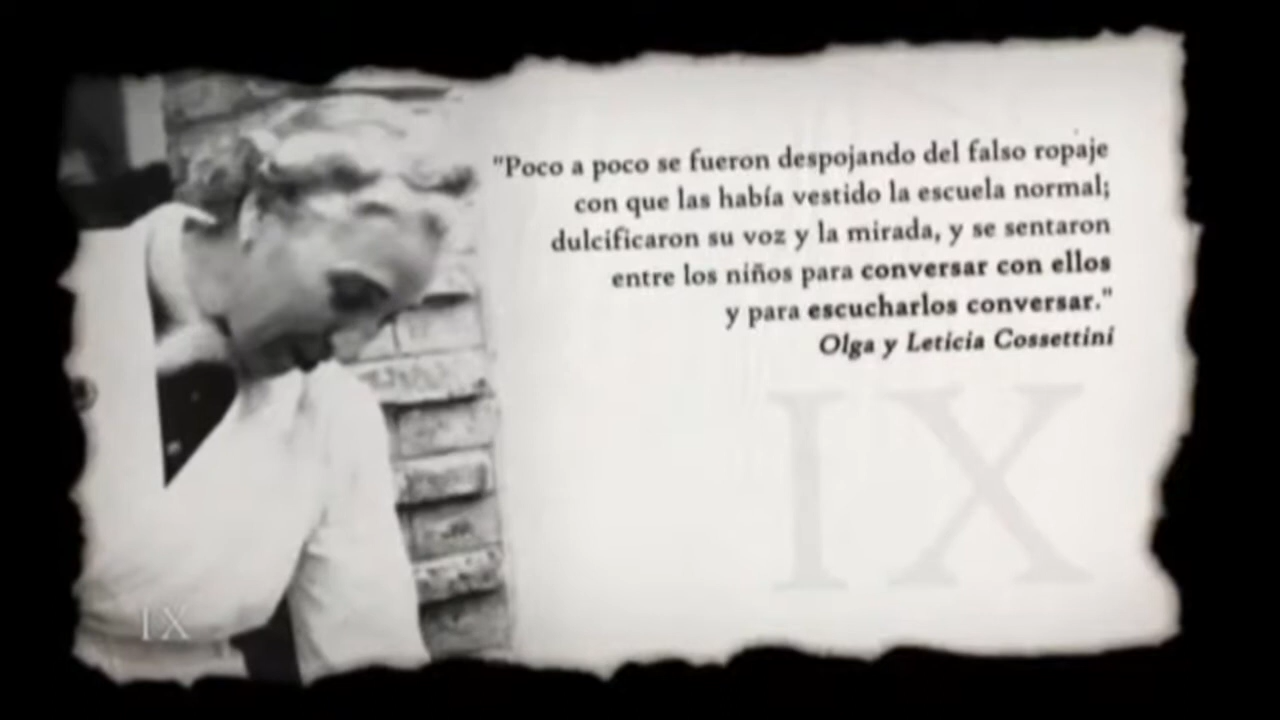 "Poco a poco se fueron despojando del falso ropaje
con que las había vestido la escuela normal;
dulcificaron su voz y la mirada, y se sentaron
entre los niños para conversar con ellos
y para escucharlos conversar."
Olga y Leticia Cossettini
IX
IX